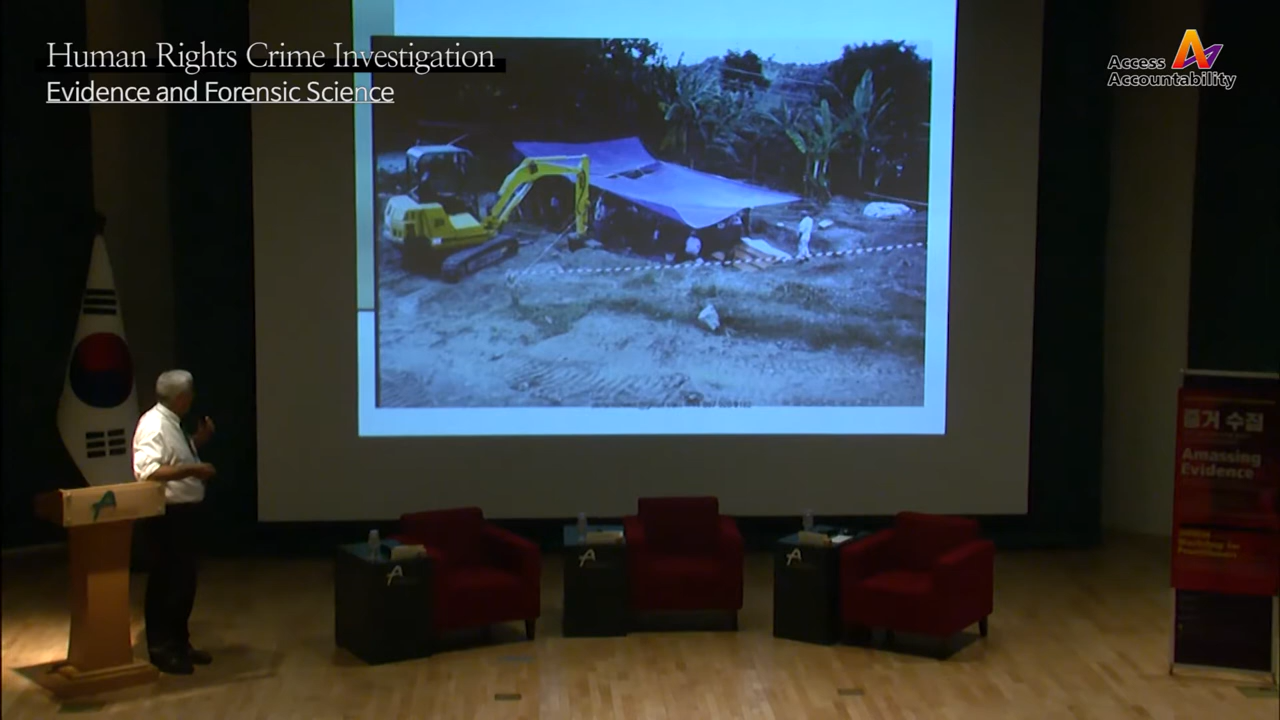 Human Rights Crime Investigation
Evidence and Forensic Science
Access
Accountability
증거 수집
Amassing
Evidence